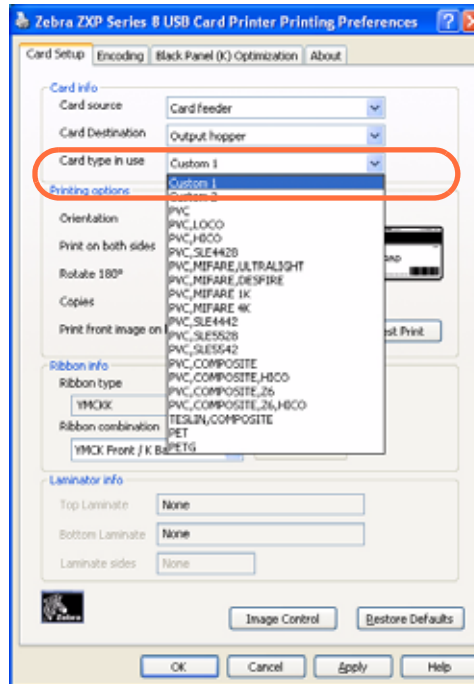 Zebra ZXP Series 8 USB Card Printer Printing Preferences
Card Setup Encoding Black Panel (K) Optimization About
Card info
Card source Card feeder
Card Destination Output hopper
Card type in use Custom 1
Custom 1
Printing options
Custom 2
PVC
Orientation
PVC,LOCO
PVC,HICO
Print on both sides
PVC,SLE4428
PVC,MIFARE,ULTRALIGHT
PVC,MIFARE,DESFIRE
Rotate 180°
PVC,MIFARE 1K
PVC,MIFARE 4K
Copies
PVC,SLE4442
Print front image on
PVC,SLE5528
est Print
PVC,SLE5542
Ribbon info
PVC,COMPOSITE
Ribbon type
PVC,COMPOSITE,HICO
PVC,COMPOSITE,Z6
YMCKK
PVC,COMPOSITE,Z6,HICO
Ribbon combination
TESLIN,COMPOSITE
PET
YMCK Front / K Ba
PETG
Laminator info
Top Laminate None
Bottom Laminate None
Laminate sides None
Zebra
Image Control Restore Defaults
OK Cancel Apply Help